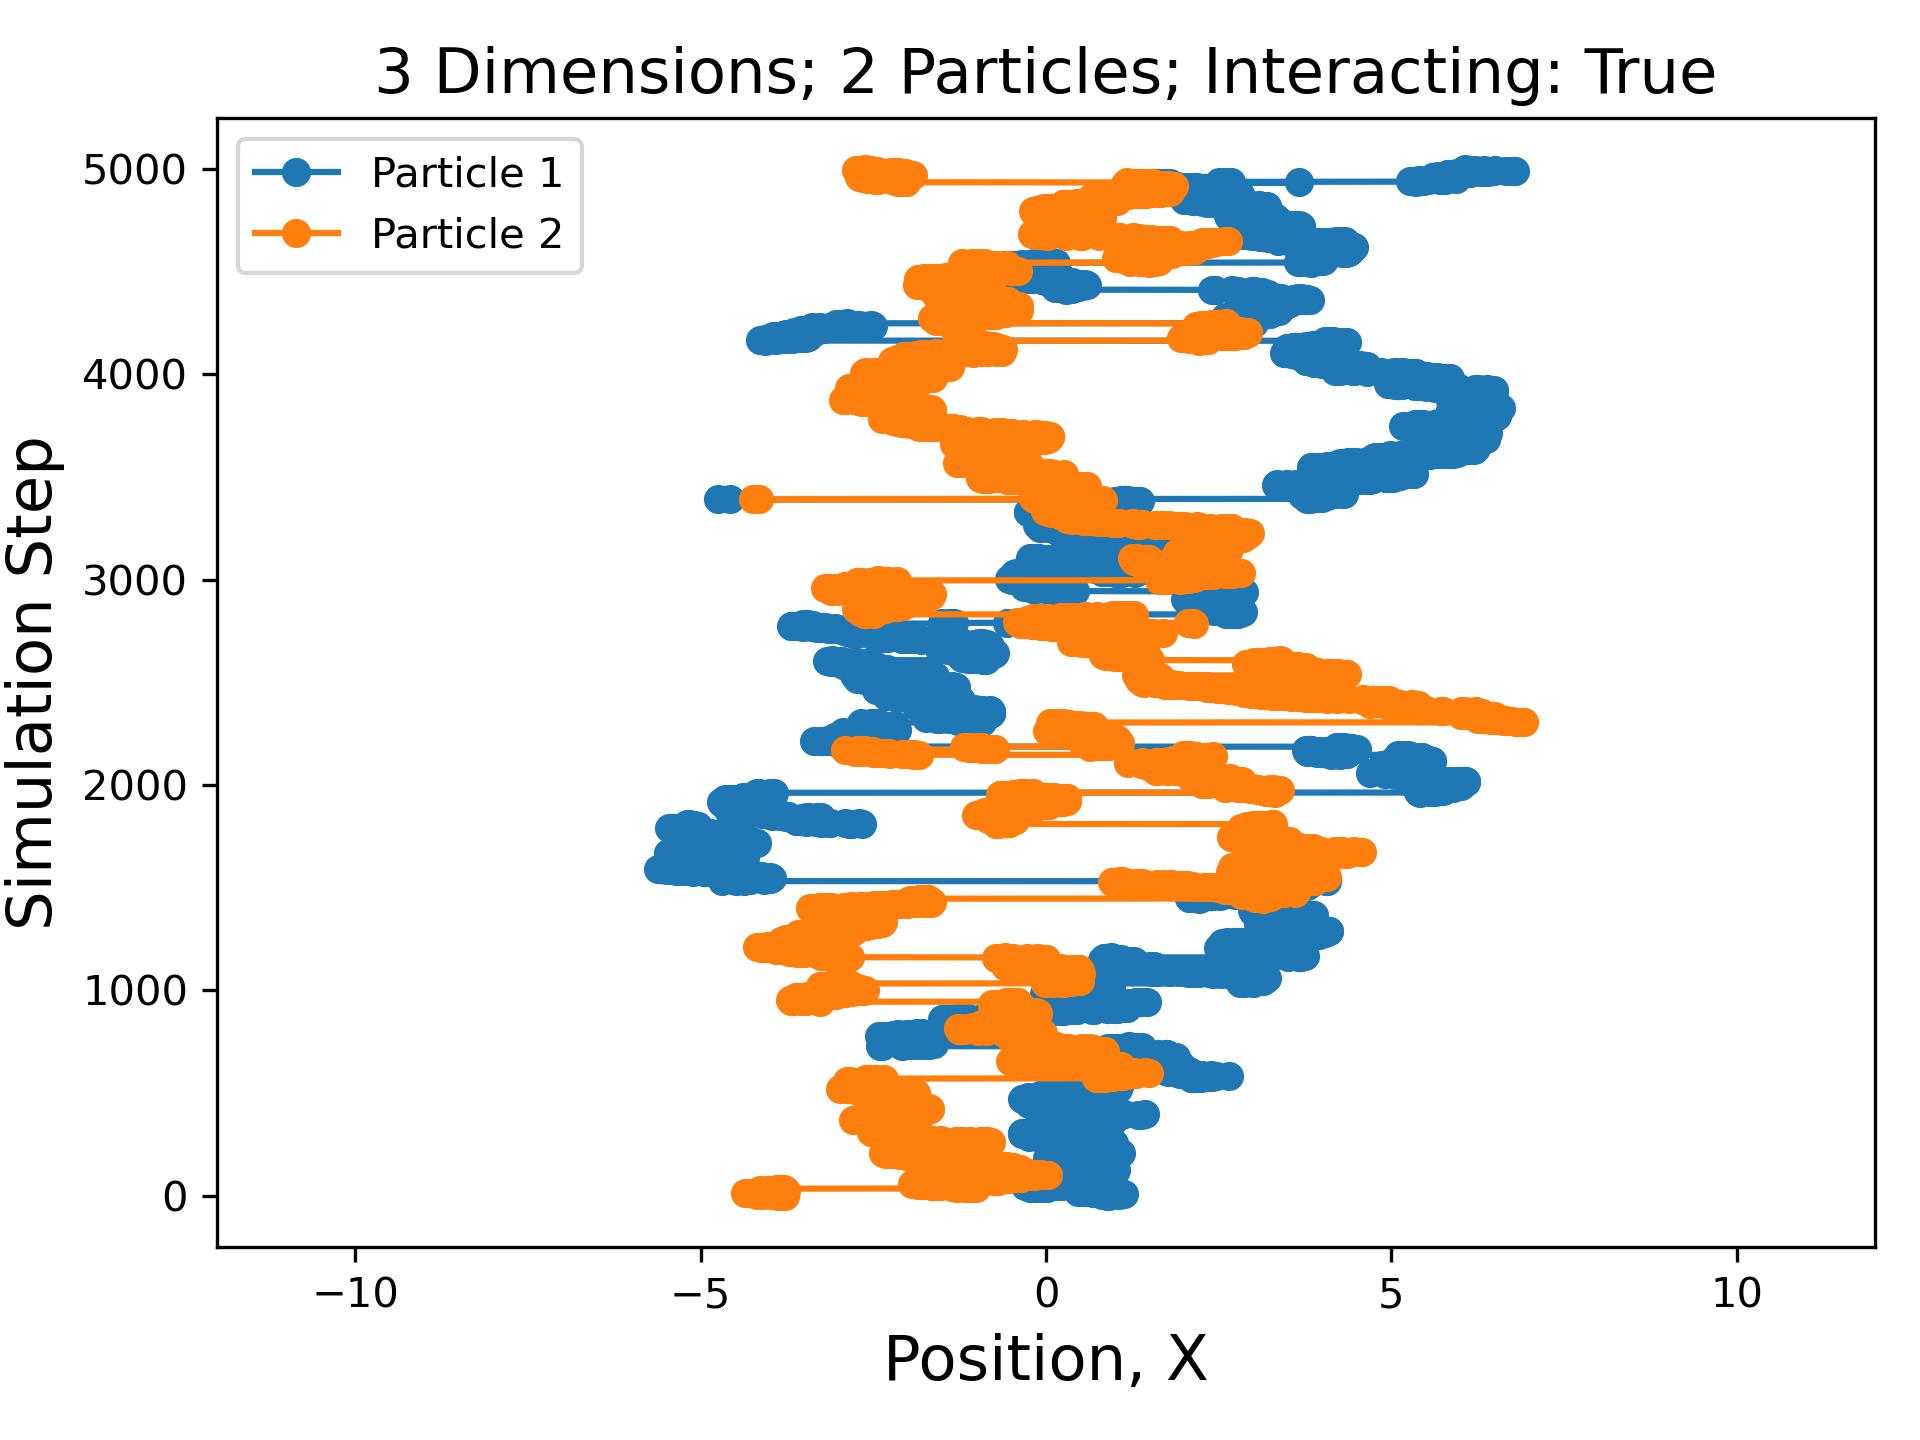 3 Dimensions; 2 Particles; Interacting: True
Particle 1
Particle 2
5000
4000
3000
2000
1000
0
Simulation Step
−10
−5
0
5
10
Position, X